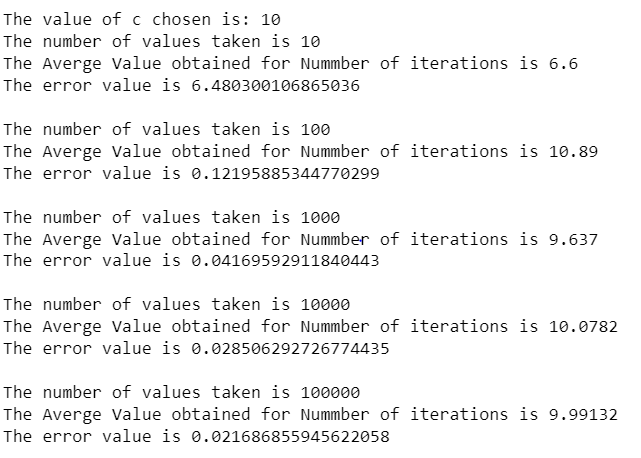 The value of c chosen is: 10
The number of values taken is 10
The Averge Value obtained for Nummber of iterations is 6.6
The error value is 6.480300106865036
The number of values taken is 100
The Averge Value obtained for Nummber of iterations is 10.89
The error value is 0.12195885344770299
The number of values taken is 1000
The Averge Value obtained for Nummber of iterations is 9.637
The error value is 0.04169592911840443
The number of values taken is 10000
The Averge Value obtained for Nummber of iterations is 10.0782
The error value is 0.028506292726774435
The number of values taken is 100000
The Averge Value obtained for Nummber of iterations is 9.99132
The error value is 0.021686855945622058